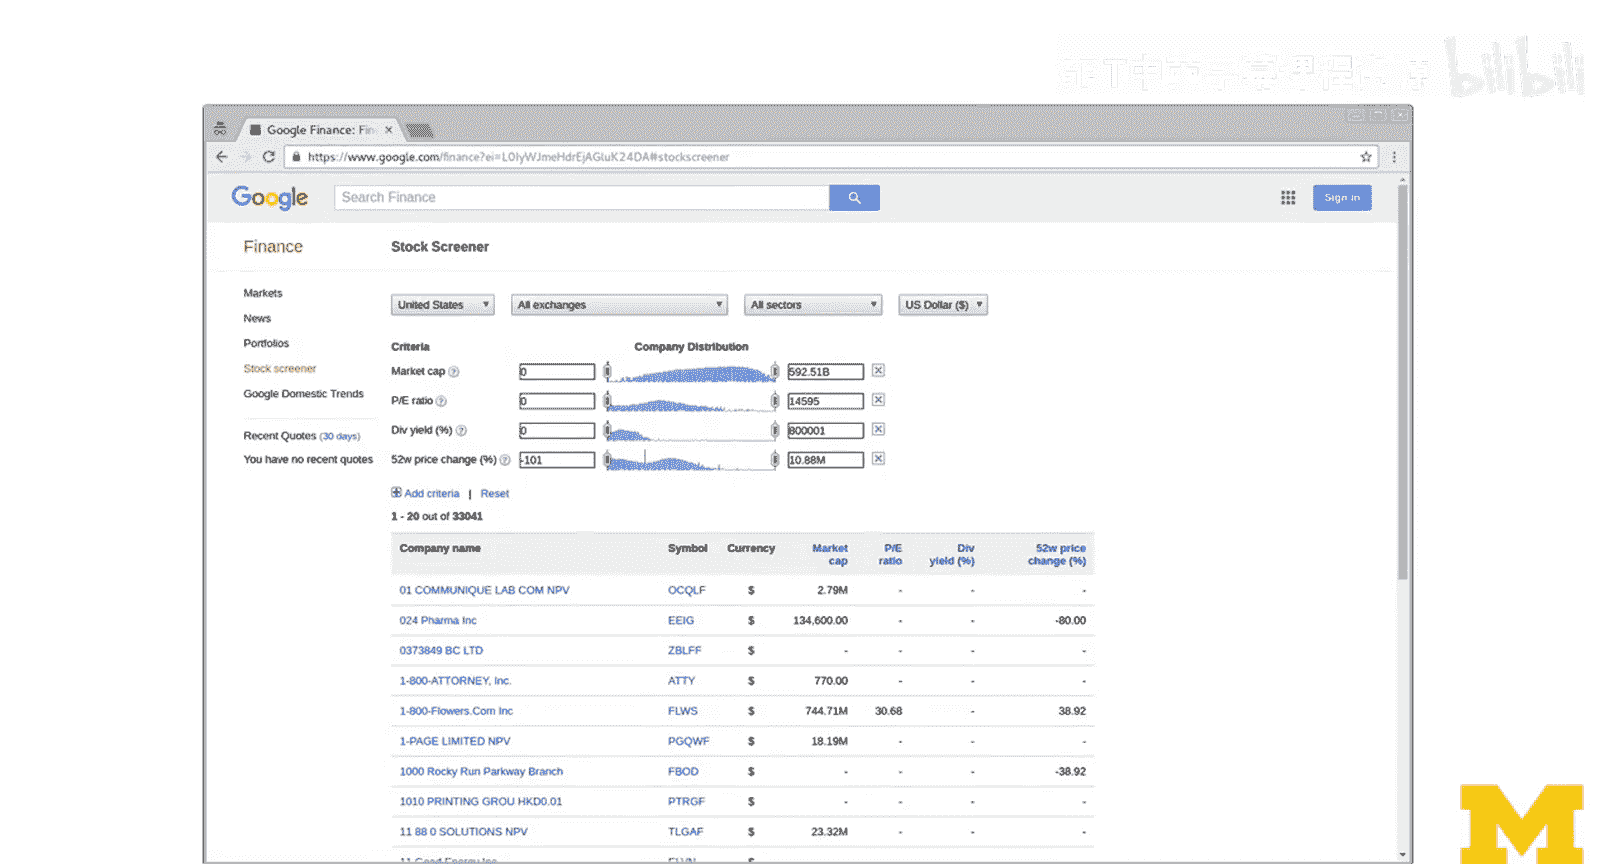 bilibili
Google Finance: Fin
https://www.google.com/finance?ei=L0IyWJmeHdrEjAGluK24DA#stockscreener
Google Search Finance Sign in
Finance Stock Screener
Markets
News
Portfolios
Stock screener
Google Domestic Trends
Recent Quotes (30 days)
You have no recent quotes
United States All exchanges All sectors US Dollar ($)
Criteria Company Distribution
Market cap 0 592.51B
P/E ratio 0 14595
Div yield (%) 0 800001
52w price change (%) -101 10.88M
Add criteria | Reset
1 - 20 out of 33041
Company name Symbol Currency Market cap P/E ratio Div yield (%) 52w price change (%)
01 COMMUNIQUE LAB COM NPV OCQLF $ 2.79M - - -
024 Pharma Inc EEIG $ 134,600.00 - - -80.00
0373849 BC LTD ZBLFF $ - - - -
1-800-ATTORNEY, Inc. ATTY $ 770.00 - - -
1-800-Flowers.Com Inc FLWS $ 744.71M 30.68 - 38.92
1-PAGE LIMITED NPV PGQWF $ 18.19M - - -
1000 Rocky Run Parkway Branch FBOD $ - - - -38.92
1010 PRINTING GROU HKD0.01 PTRGF $ - - - -
11 88 0 SOLUTIONS NPV TLGAF $ 23.32M - - -
M